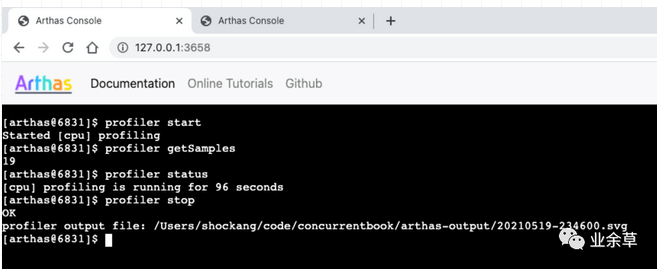 Arthas Console
Arthas Console
127.0.0.1:3658
Arthas Documentation Online Tutorials Github
[arthas@6831]$ profiler start
Started [cpu] profiling
[arthas@6831]$ profiler getSamples
19
[arthas@6831]$ profiler status
[cpu] profiling is running for 96 seconds
[arthas@6831]$ profiler stop
OK
profiler output file: /Users/shockang/code/concurrentbook/arthas-output/20210519-234600.svg
[arthas@6831]$
业余草